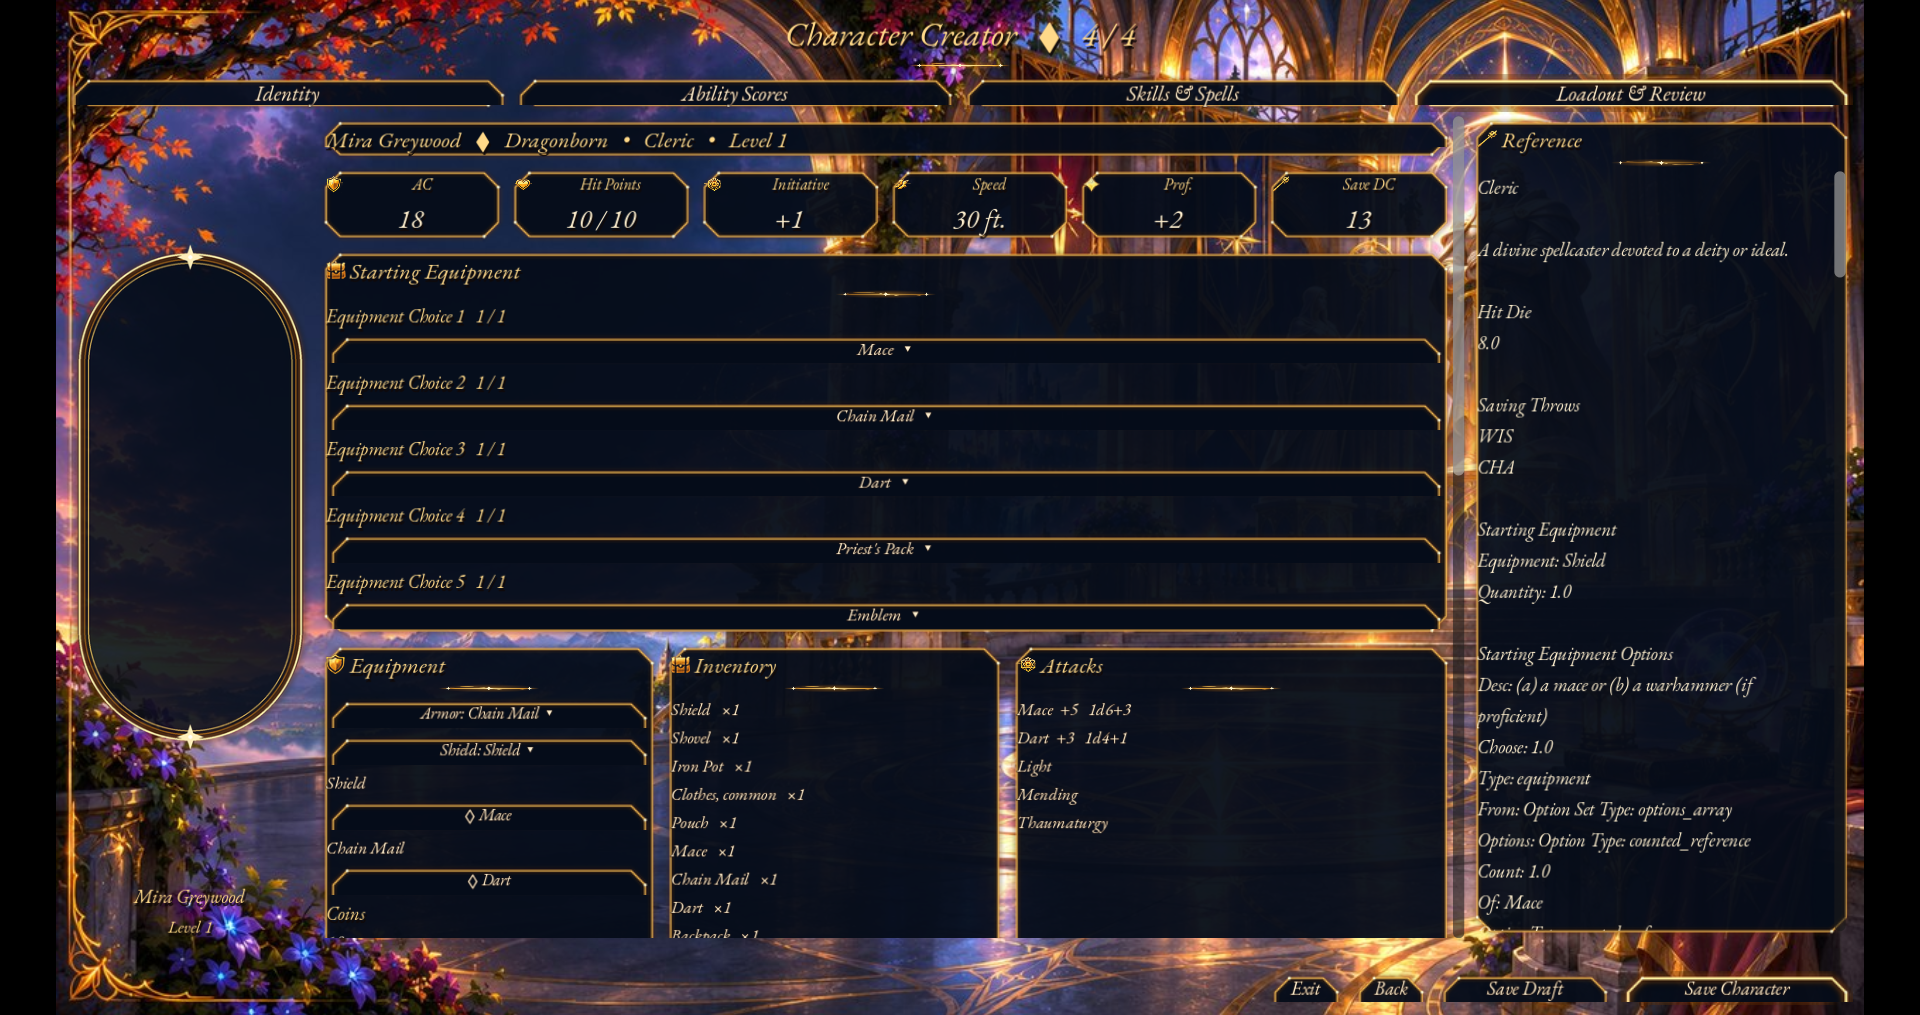 Character Creator ♦ 4/4
Identity
Ability Scores
Skills & Spells
Loadout & Review
Mira Greywood ♦ Dragonborn • Cleric • Level 1
AC
18
Hit Points
10 / 10
Initiative
+1
Speed
30 ft.
Prof.
+2
Save DC
13
Starting Equipment
Equipment Choice 1 1/1
Mace ▾
Equipment Choice 2 1/1
Chain Mail ▾
Equipment Choice 3 1/1
Dart ▾
Equipment Choice 4 1/1
Priest's Pack ▾
Equipment Choice 5 1/1
Emblem ▾
Equipment
Armor: Chain Mail ▾
Shield: Shield ▾
Shield
◊ Mace
Chain Mail
◊ Dart
Coins
Inventory
Shield ×1
Shovel ×1
Iron Pot ×1
Clothes, common ×1
Pouch ×1
Mace ×1
Chain Mail ×1
Dart ×1
Backpack ×1
Attacks
Mace +5 1d6+3
Dart +3 1d4+1
Light
Mending
Thaumaturgy
Reference
Cleric
A divine spellcaster devoted to a deity or ideal.
Hit Die
8.0
Saving Throws
WIS
CHA
Starting Equipment
Equipment: Shield
Quantity: 1.0
Starting Equipment Options
Desc: (a) a mace or (b) a warhammer (if
proficient)
Choose: 1.0
Type: equipment
From: Option Set Type: options_array
Options: Option Type: counted_reference
Count: 1.0
Of: Mace
Mira Greywood
Level 1
Exit
Back
Save Draft
Save Character